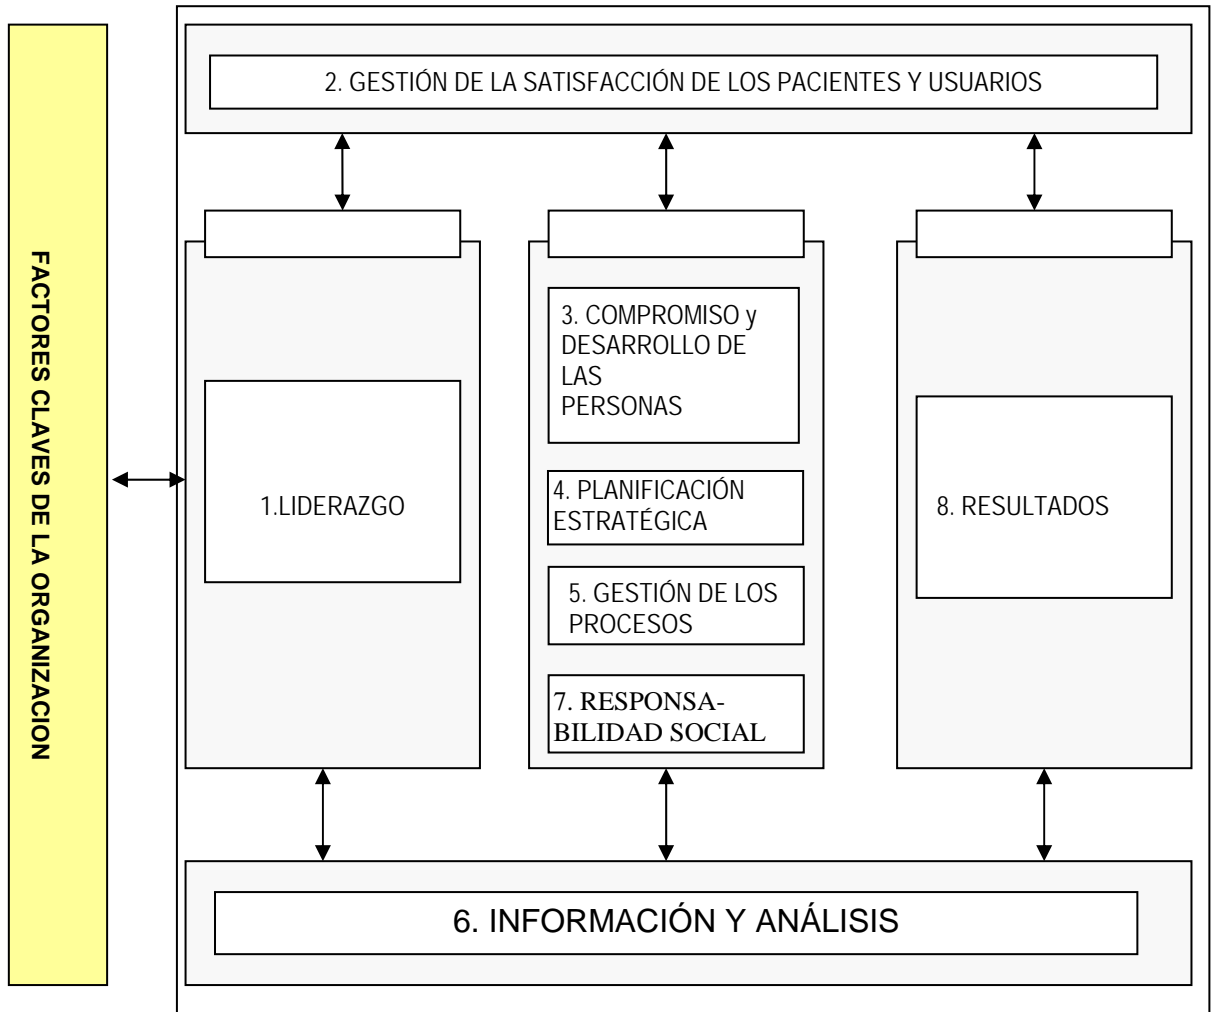 FACTORES CLAVES DE LA ORGANIZACION
2. GESTIÓN DE LA SATISFACCIÓN DE LOS PACIENTES Y USUARIOS
1.LIDERAZGO
3. COMPROMISO y
DESARROLLO DE
LAS
PERSONAS
4. PLANIFICACIÓN
ESTRATÉGICA
5. GESTIÓN DE LOS
PROCESOS
7. RESPONSA-
BILIDAD SOCIAL
8. RESULTADOS
6. INFORMACIÓN Y ANÁLISIS